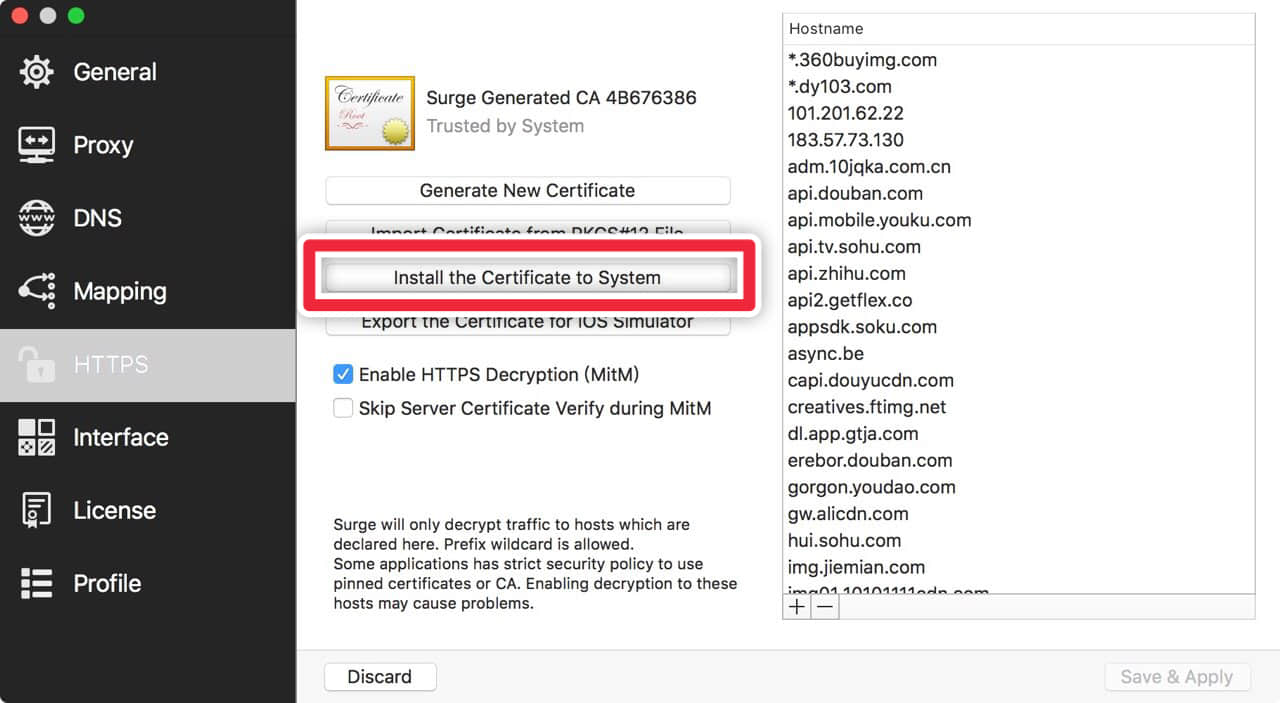 General
Proxy
DNS
Mapping
HTTPS
Interface
License
Profile
Certificate
Root
Surge Generated CA 4B676386
Trusted by System
Generate New Certificate
Import Certificate from PKCS#12 File
Install the Certificate to System
Export the Certificate for iOS Simulator
Enable HTTPS Decryption (MitM)
Skip Server Certificate Verify during MitM
Surge will only decrypt traffic to hosts which are
declared here. Prefix wildcard is allowed.
Some applications has strict security policy to use
pinned certificates or CA. Enabling decryption to these
hosts may cause problems.
Hostname
*.360buyimg.com
*.dy103.com
101.201.62.22
183.57.73.130
adm.10jqka.com.cn
api.douban.com
api.mobile.youku.com
api.tv.sohu.com
api.zhihu.com
api2.getflex.co
appsdk.soku.com
async.be
capi.douyucdn.com
creatives.ftimg.net
dl.app.gtja.com
erebor.douban.com
gorgon.youdao.com
gw.alicdn.com
hui.sohu.com
img.jiemian.com
img01.10101111cdn.com
Discard
Save & Apply